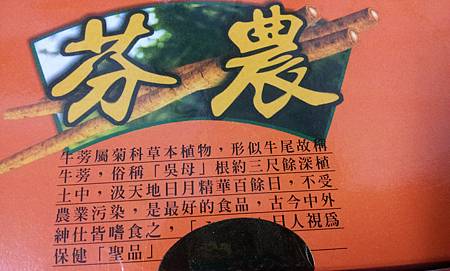 芬農
牛蒡屬菊科草本植物，形似牛尾故稱
牛蒡，俗稱「吳母」根約三尺餘深植
土中，汲天地日月精華百餘日，不受
農業污染，是最好的食品，古今中外
紳仕皆嗜食之，「 日人視爲
保健「聖品」